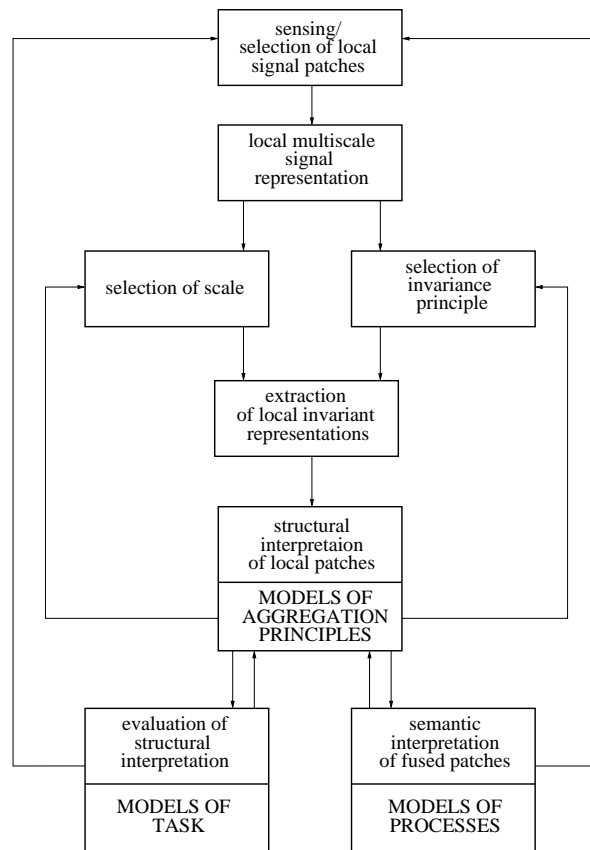 sensing/
selection of local
signal patches
local multiscale
signal
representation
selection of scale
selection of
invariance
principle
extraction
of local invariant
representations
structural
interpretaion
of local patches
MODELS OF
AGGREGATION
PRINCIPLES
evaluation of
structural
interpretation
MODELS OF
TASK
semantic
interpretation
of fused patches
MODELS OF
PROCESSES